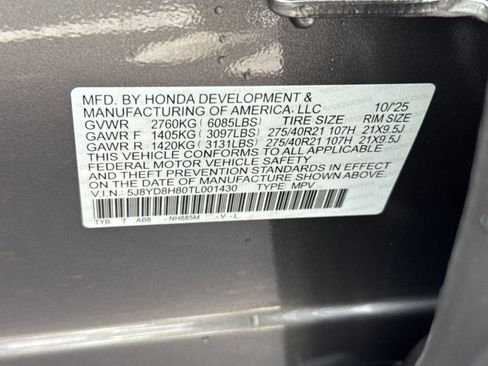 MFD. BY HONDA DEVELOPMENT &
MANUFACTURING OF AMERICA, LLC 10/'25
GVWR 2760KG ( 6085LBS) TIRE SIZE RIM SIZE
GAWR F 1405KG ( 3097LBS) 275/40R21 107H 21X9.5J
GAWR R 1420KG ( 3131LBS) 275/40R21 107H 21X9.5J
THIS VEHICLE CONFORMS TO ALL APPLICABLE
FEDERAL MOTOR VEHICLE SAFETY
AND THEFT PREVENTION STANDARDS IN EFFECT
ON THE DATE OF MANUFACTURE SHOWN ABOVE.
V.I.N.: 5J8YD8H80TL001430 TYPE: MPV
TYB T AB8 - NH885M - V - L